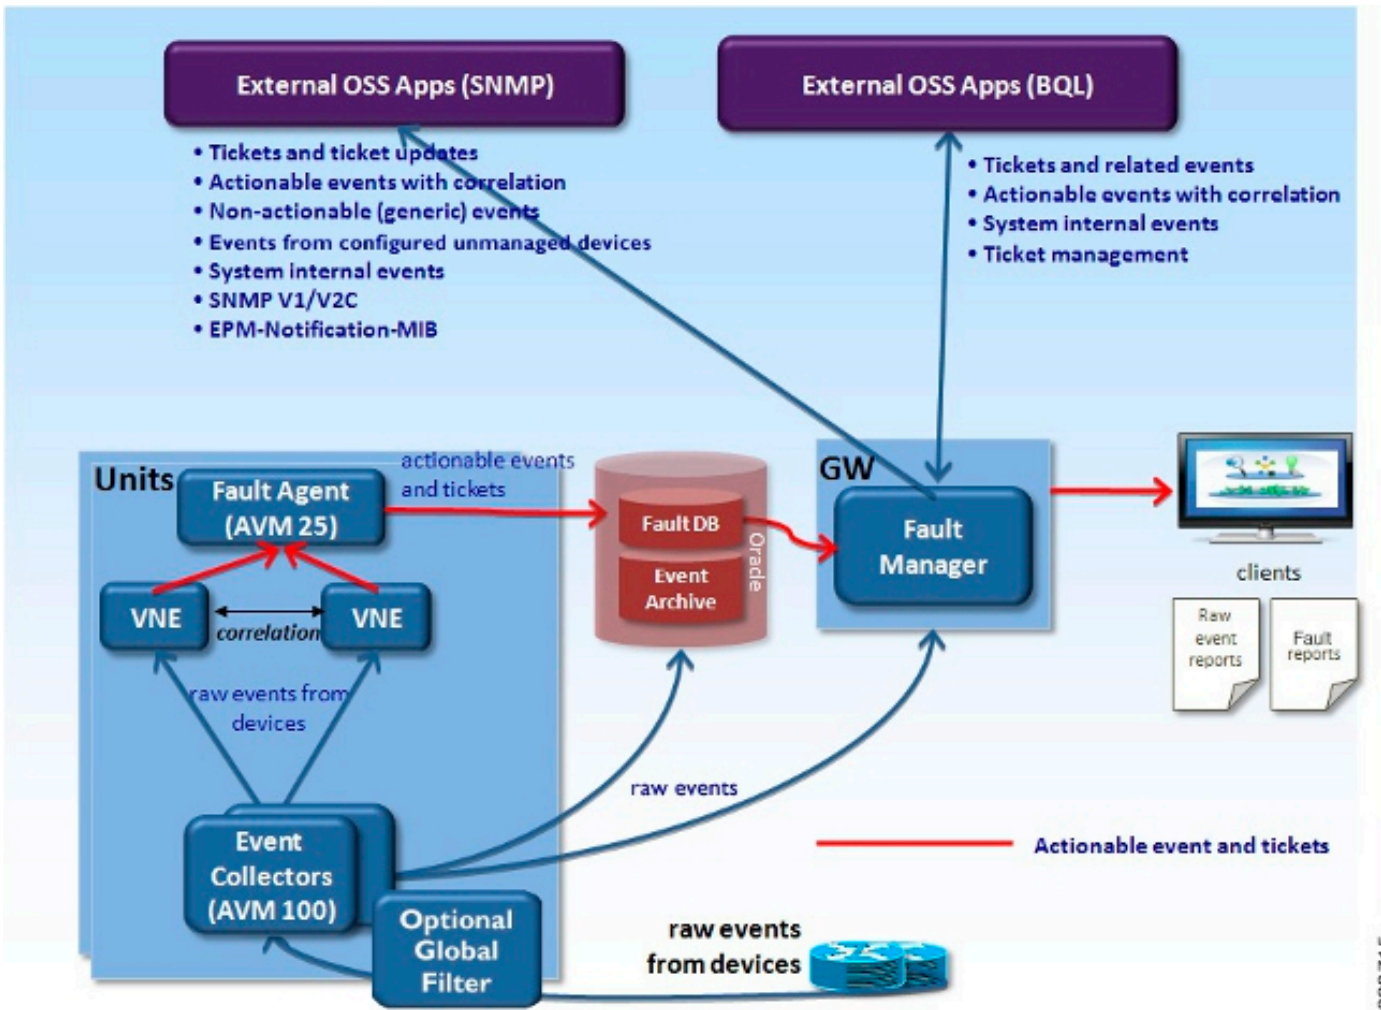 External OSS Apps (SNMP)
External OSS Apps (BQL)
• Tickets and ticket updates
• Actionable events with correlation
• Non-actionable (generic) events
• Events from configured unmanaged devices
• System internal events
• SNMP V1/V2C
• EPM-Notification-MIB
• Tickets and related events
• Actionable events with correlation
• System internal events
• Ticket management
Units
Fault Agent
(AVM 25)
actionable events
and tickets
VNE
correlation
VNE
raw events from
devices
Event
Collectors
(AVM 100)
Optional
Global
Filter
Fault DB
Event
Archive
Oracle
GW
Fault
Manager
clients
Raw
event
reports
Fault
reports
raw events
Actionable event and tickets
raw events
from devices